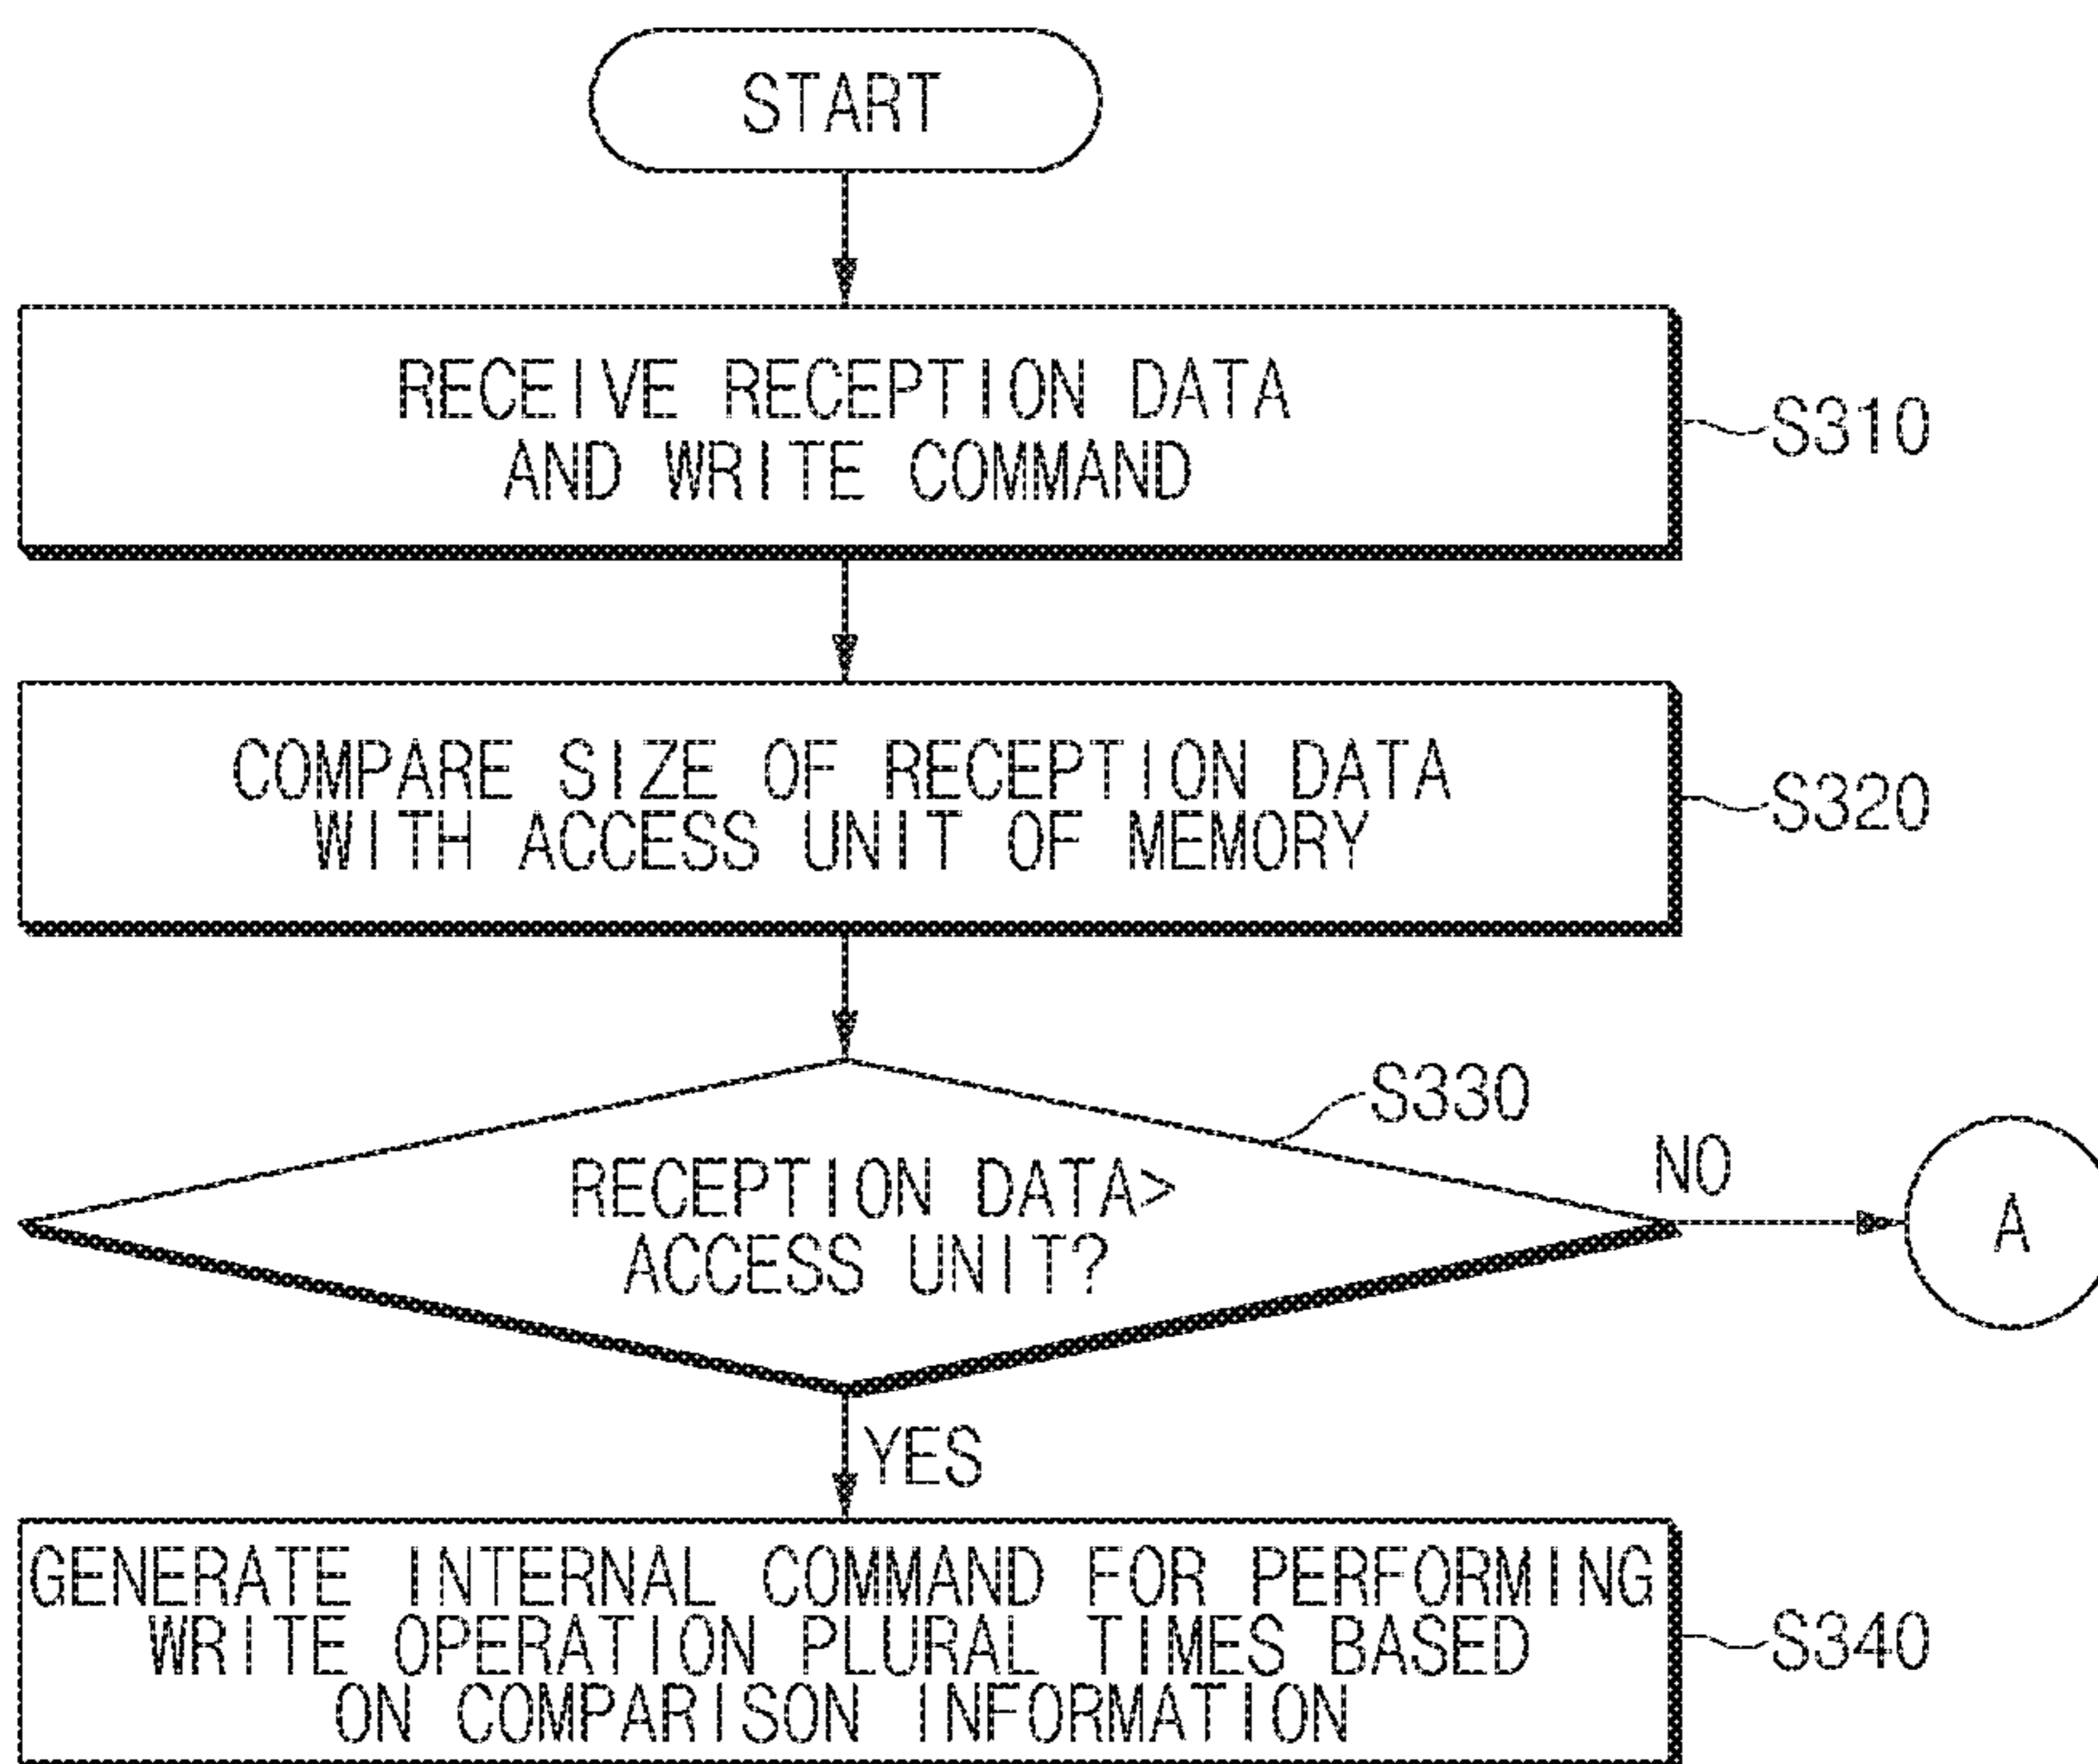 START
RECEIVE RECEPTION DATA
AND WRITE COMMAND
S310
COMPARE SIZE OF RECEPTION DATA
WITH ACCESS UNIT OF MEMORY
S320
S330
RECEPTION DATA>
ACCESS UNIT?
NO
A
YES
GENERATE INTERNAL COMMAND FOR PERFORMING
WRITE OPERATION PLURAL TIMES BASED
ON COMPARISON INFORMATION
S340